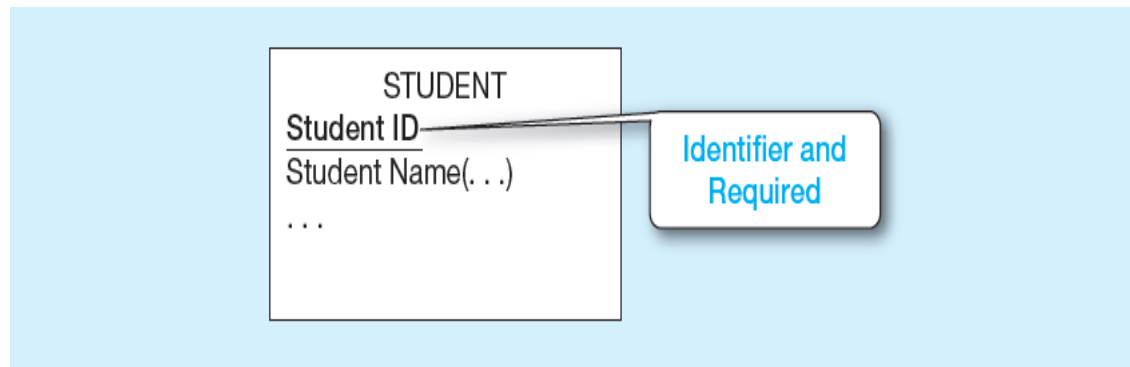 STUDENT
Student ID
Student Name(. . .)
. . .
Identifier and
Required